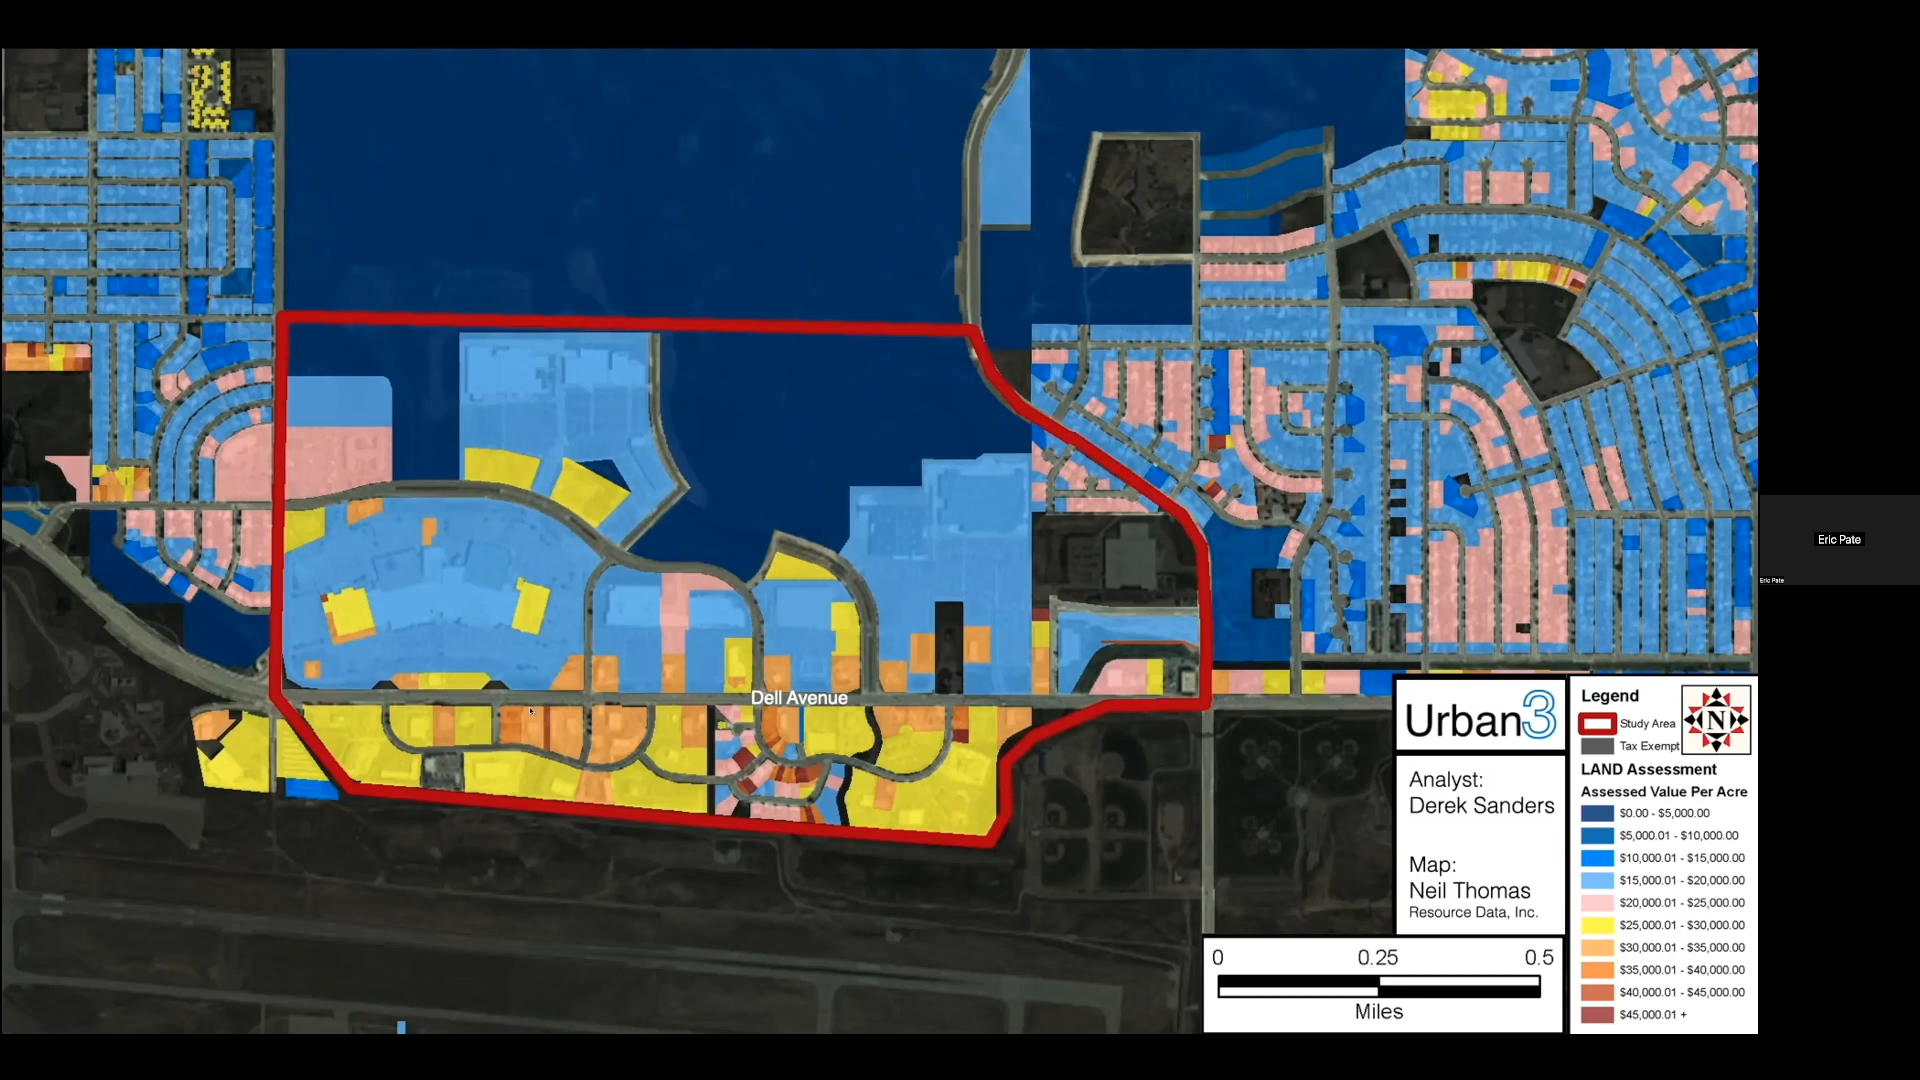 Dell Avenue
Eric Pate
Eric Pate
Urban3
Analyst:
Derek Sanders
Map:
Neil Thomas
Resource Data, Inc.
0 0.25 0.5
Miles
Legend
N
Study Area
Tax Exempt
LAND Assessment
Assessed Value Per Acre
$0.00 - $5,000.00
$5,000.01 - $10,000.00
$10,000.01 - $15,000.00
$15,000.01 - $20,000.00
$20,000.01 - $25,000.00
$25,000.01 - $30,000.00
$30,000.01 - $35,000.00
$35,000.01 - $40,000.00
$40,000.01 - $45,000.00
$45,000.01 +